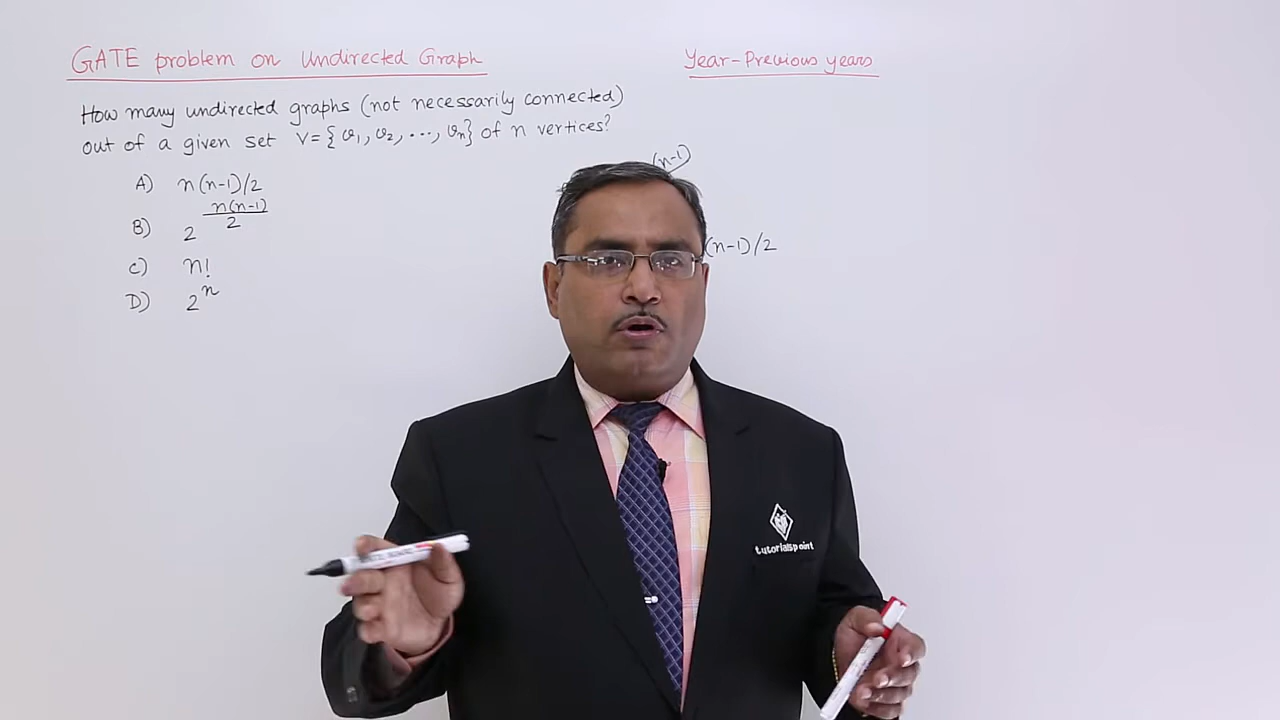 GATE problem on Undirected Graph
Year-Previous years
How many undirected graphs (not necessarily connected)
out of a given set V={v₁, v₂, ..., vₙ} of n vertices?
A) n(n-1)/2
B) 2^(n(n-1)/2)
C) n!
D) 2^n
(n-1)
(n-1)/2
tutorialspoint